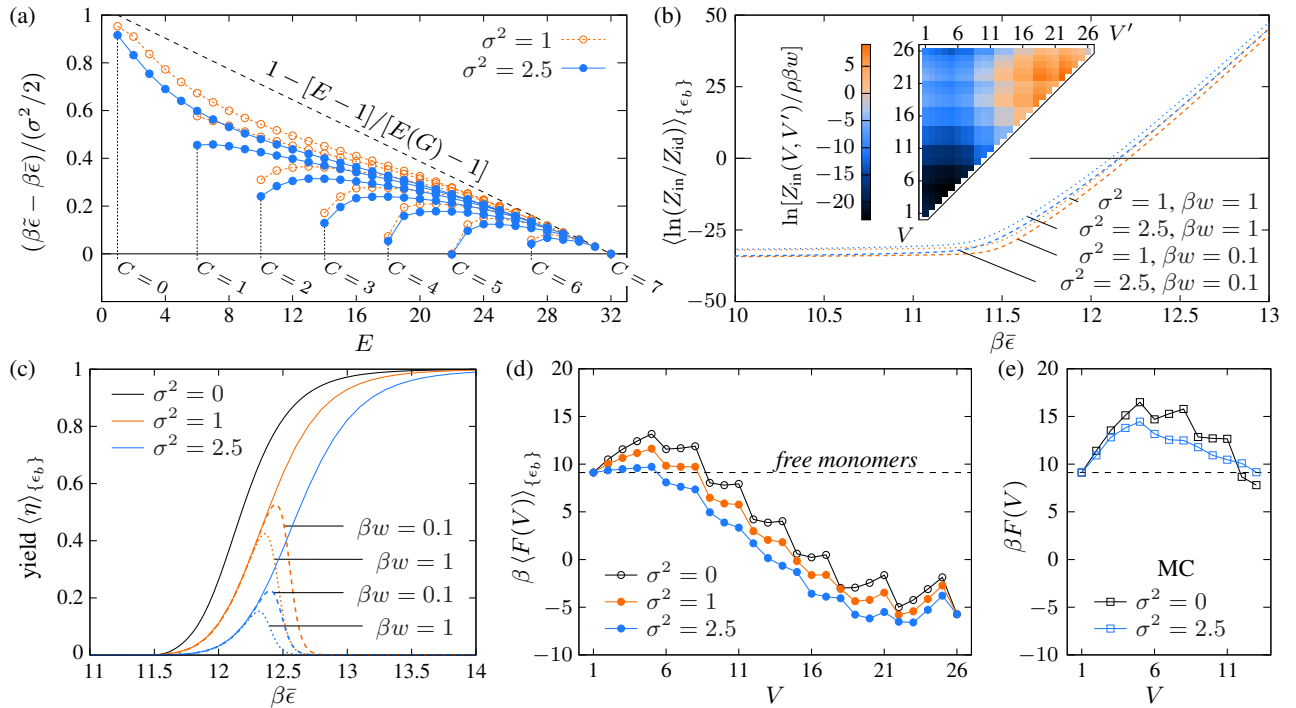 (a)
1
0.8
0.6
0.4
0.2
0
(βε̃ − βε̄)/(σ²/2)
σ² = 1
σ² = 2.5
1−[E−1]/[E(G)−1]
C = 0
C = 1
C = 2
C = 3
C = 4
C = 5
C = 6
C = 7
0 4 8 12 16 20 24 28 32
E
(b)
50
25
0
−25
−50
⟨ln(Z_in/Z_id)⟩_{ϵ_b}
5
0
−5
−10
−15
−20
ln[Z_in(V, V′)/ρβw]
1 6 11 16 21 26 V′
26
21
16
11
6
1
V
σ² = 1, βw = 1
σ² = 2.5, βw = 1
σ² = 1, βw = 0.1
σ² = 2.5, βw = 0.1
10 10.5 11 11.5 12 12.5 13
βε̄
(c)
1
0.8
0.6
0.4
0.2
0
yield ⟨η⟩_{ϵ_b}
σ² = 0
σ² = 1
σ² = 2.5
βw = 0.1
βw = 1
βw = 0.1
βw = 1
11 11.5 12 12.5 13 13.5 14
βε̄
(d)
20
15
10
5
0
−5
−10
β ⟨F(V)⟩_{ϵ_b}
free monomers
σ² = 0
σ² = 1
σ² = 2.5
1 6 11 16 21 26
V
(e)
20
15
10
5
0
−5
−10
βF(V)
MC
σ² = 0
σ² = 2.5
1 6 11
V